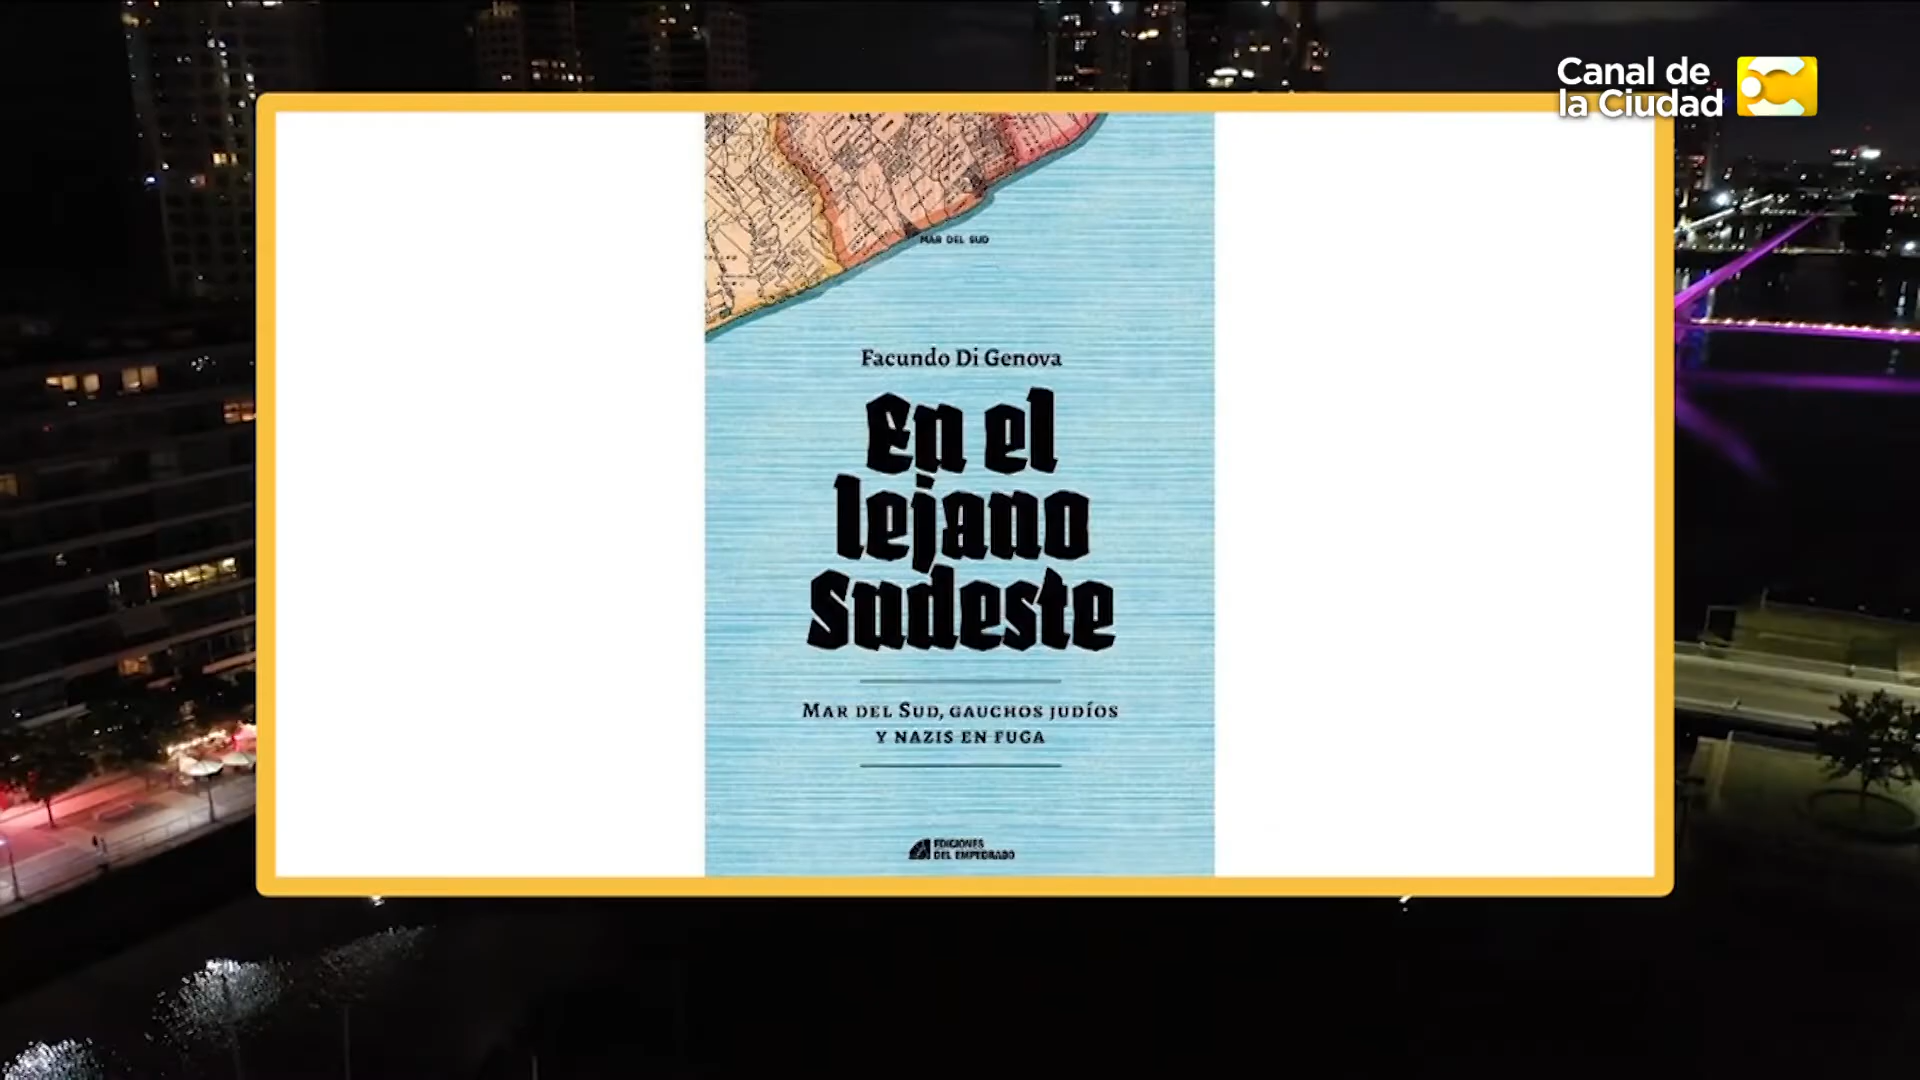 Canal de
la Ciudad
MAR DEL SUD
Facundo Di Genova
En el
lejano
Sudeste
MAR DEL SUD, GAUCHOS JUDÍOS
Y NAZIS EN FUGA
EDICIONES
DEL EMPEDRADO